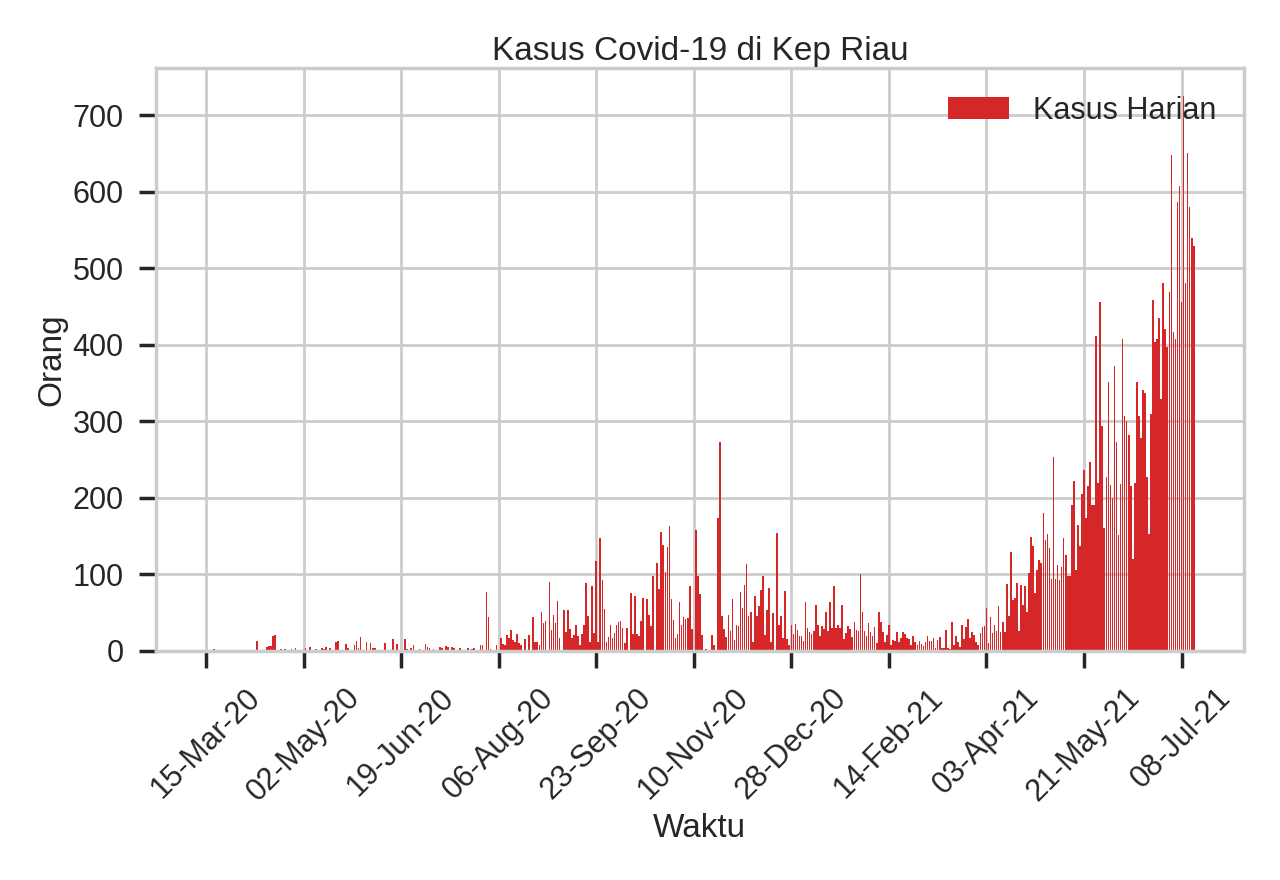 Kasus Covid-19 di Kep Riau
Kasus Harian
700
600
500
400
300
200
100
0
Orang
15-Mar-20
02-May-20
19-Jun-20
06-Aug-20
23-Sep-20
10-Nov-20
28-Dec-20
14-Feb-21
03-Apr-21
21-May-21
08-Jul-21
Waktu